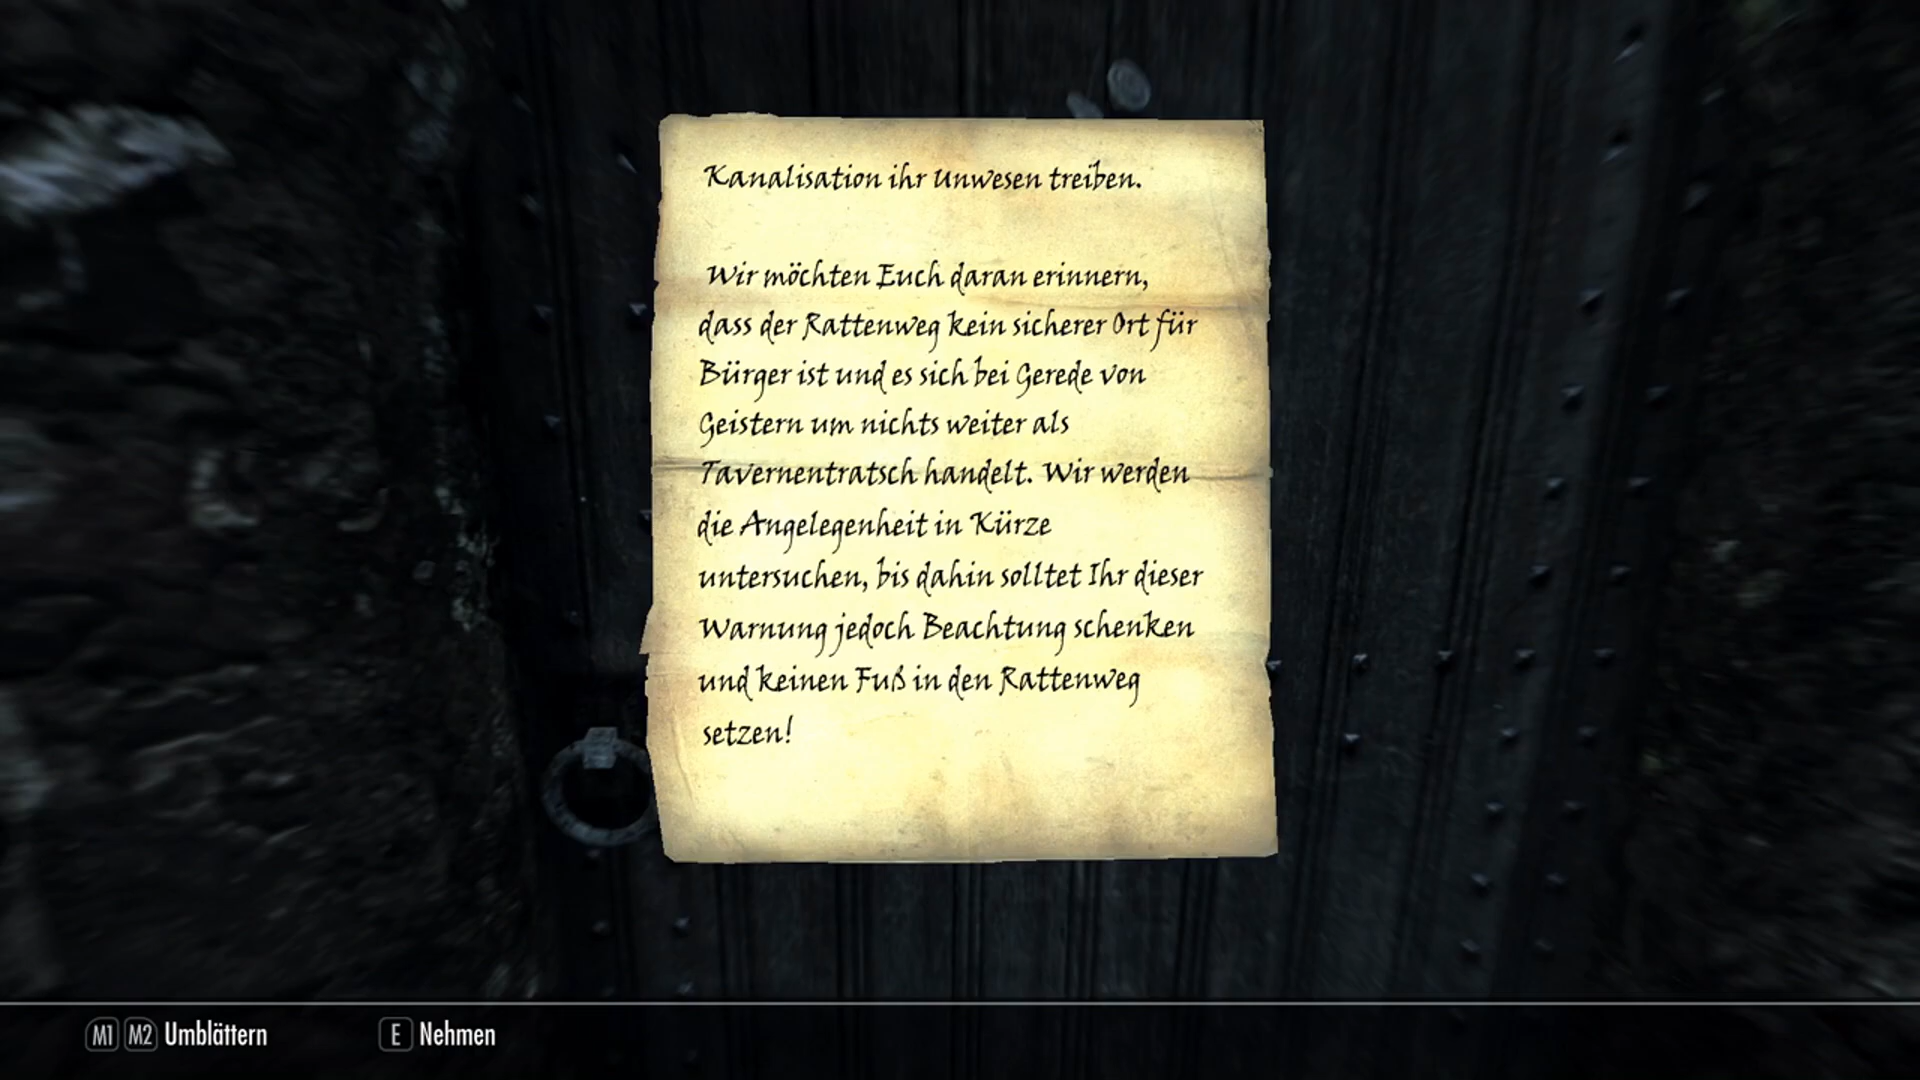 Kanalisation ihr Unwesen treiben.
Wir möchten Euch daran erinnern,
dass der Rattenweg kein sicherer Ort für
Bürger ist und es sich bei Gerede von
Geistern um nichts weiter als
Tavernentratsch handelt. Wir werden
die Angelegenheit in Kürze
untersuchen, bis dahin solltet Ihr dieser
Warnung jedoch Beachtung schenken
und keinen Fuß in den Rattenweg
setzen!
M1 M2 Umblättern E Nehmen